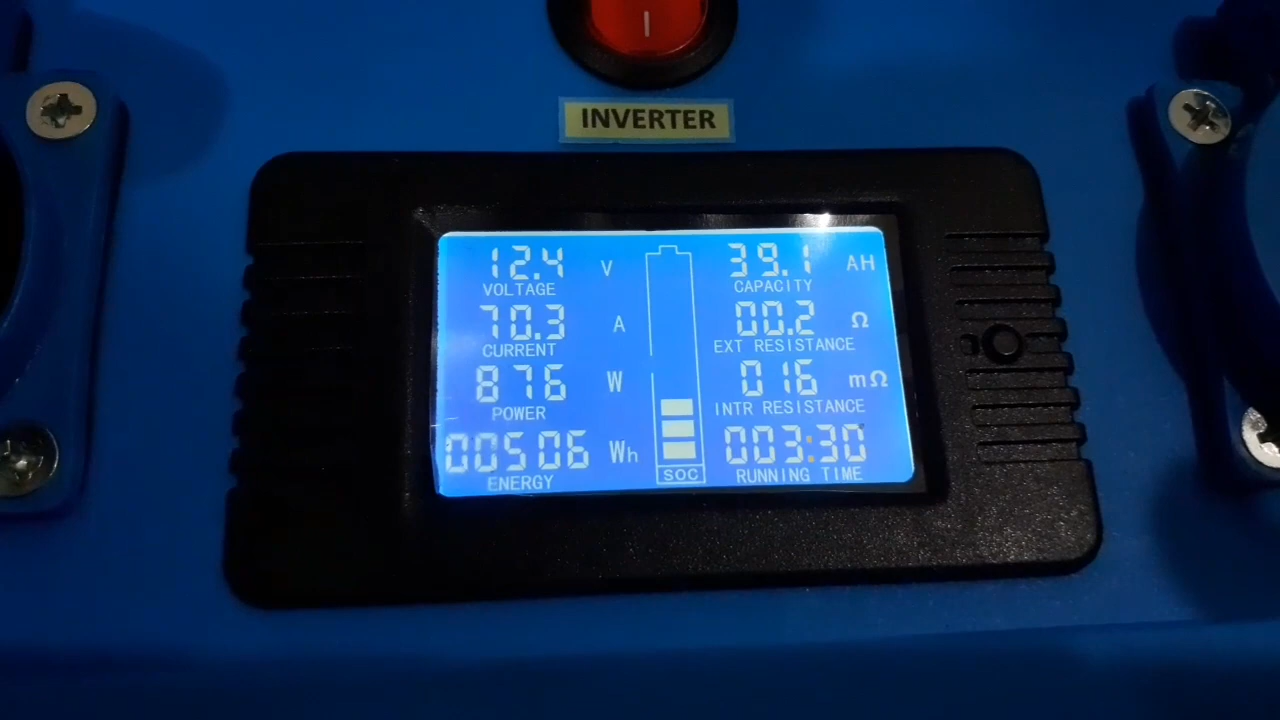 I
INVERTER
12.4 V
VOLTAGE
70.3 A
CURRENT
876 W
POWER
00506 Wh
ENERGY
SOC
39.1 AH
CAPACITY
00.2 Ω
EXT RESISTANCE
016 mΩ
INTR RESISTANCE
003:30
RUNNING TIME